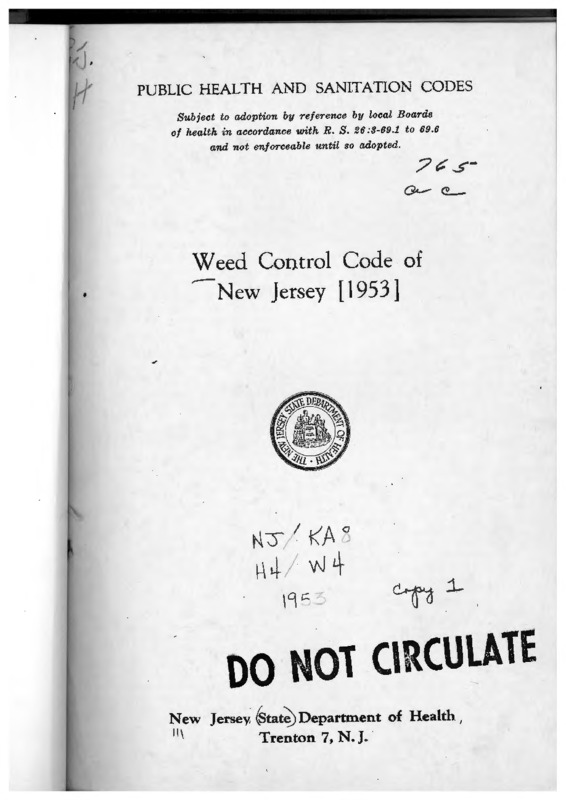 J.
H
PUBLIC HEALTH AND SANITATION CODES
Subject to adoption by reference by local Boards
of health in accordance with R. S. 26:3-69.1 to 69.6
and not enforceable until so adopted.
765
a c
Weed Control Code of
New Jersey [1953]
THE NEW JERSEY STATE DEPARTMENT OF HEALTH
NJ/KA8
H4/W4
1953
Copy 1
DO NOT CIRCULATE
New Jersey (State) Department of Health,
Trenton 7, N. J.